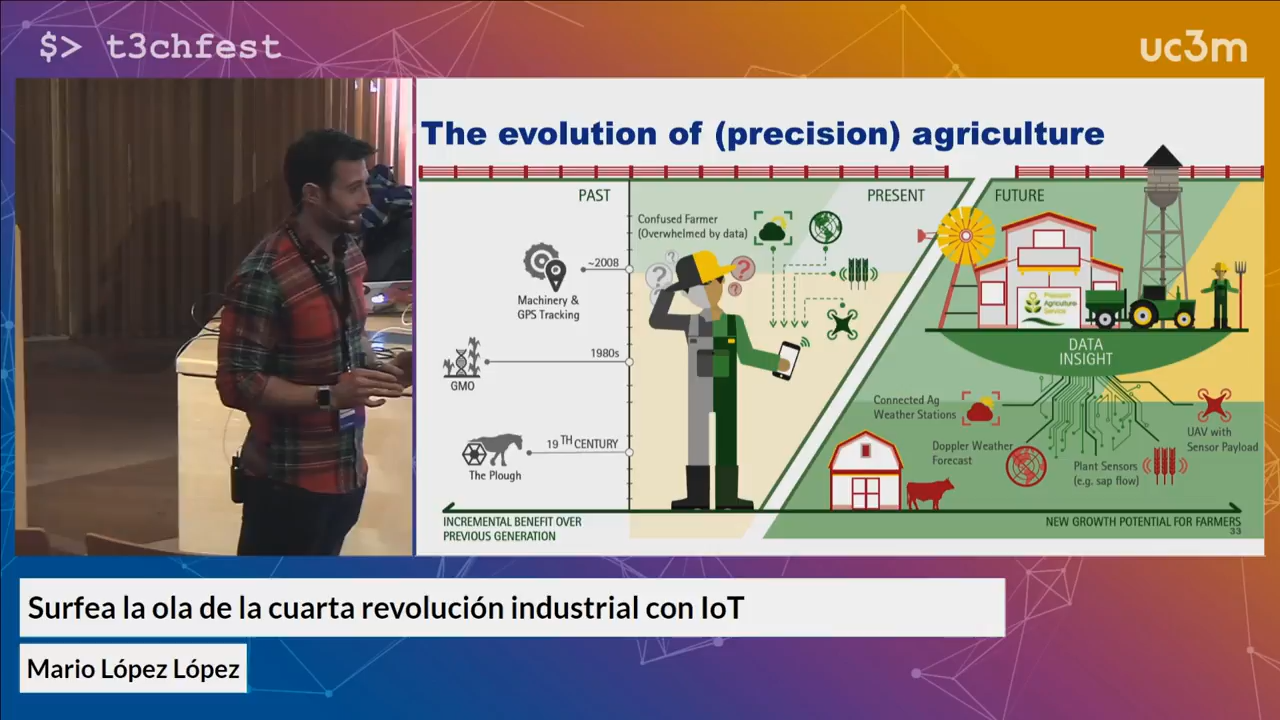 $> t3chfest
uc3m
The evolution of (precision) agriculture
PAST
PRESENT
FUTURE
Confused Farmer
(Overwhelmed by data)
~2008
Machinery &
GPS Tracking
1980s
GMO
19TH CENTURY
The Plough
?
?
?
?
Precision
Agriculture
Service
DATA
INSIGHT
Connected Ag
Weather Stations
Doppler Weather
Forecast
Plant Sensors
(e.g. sap flow)
UAV with
Sensor Payload
INCREMENTAL BENEFIT OVER
PREVIOUS GENERATION
NEW GROWTH POTENTIAL FOR FARMERS
33
Surfea la ola de la cuarta revolución industrial con IoT
Mario López López